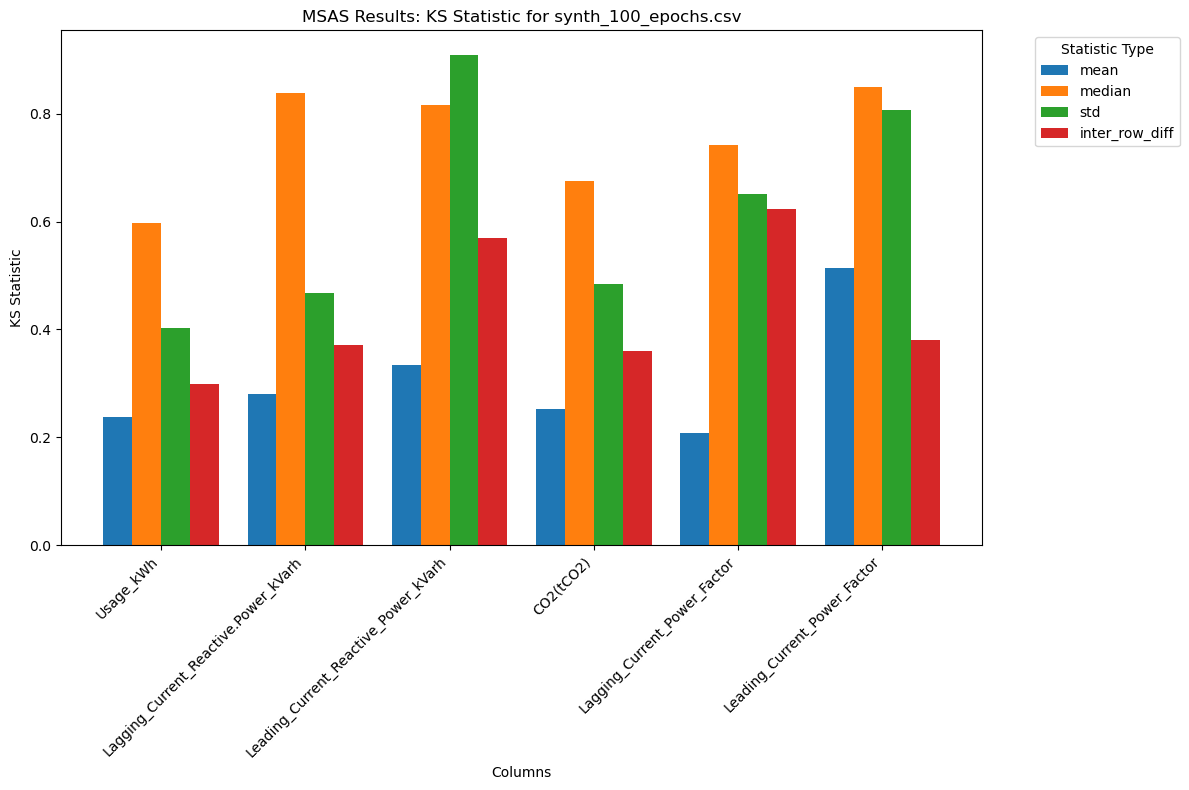 MSAS Results: KS Statistic for synth_100_epochs.csv
Statistic Type
mean
median
std
inter_row_diff
KS Statistic
0.8
0.6
0.4
0.2
0.0
Usage_kWh
Lagging_Current_Reactive.Power_kVarh
Leading_Current_Reactive_Power_kVarh
CO2(tCO2)
Lagging_Current_Power_Factor
Leading_Current_Power_Factor
Columns